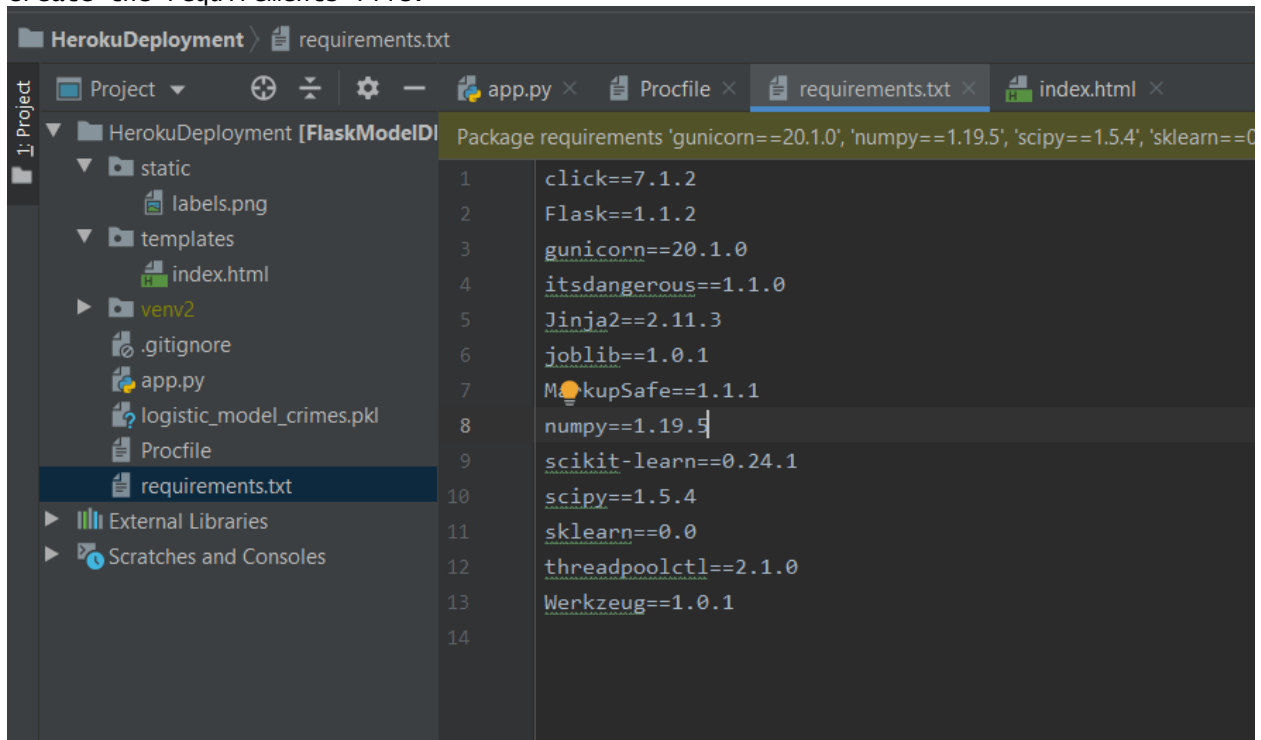 HerokuDeployment requirements.txt
1: Project
Project
app.py
Procfile
requirements.txt
index.html
HerokuDeployment [FlaskModelDl
static
labels.png
templates
index.html
venv2
.gitignore
app.py
logistic_model_crimes.pkl
Procfile
requirements.txt
External Libraries
Scratches and Consoles
Package requirements 'gunicorn==20.1.0', 'numpy==1.19.5', 'scipy==1.5.4', 'sklearn==0
1 click==7.1.2
2 Flask==1.1.2
3 gunicorn==20.1.0
4 itsdangerous==1.1.0
5 Jinja2==2.11.3
6 joblib==1.0.1
7 MarkupSafe==1.1.1
8 numpy==1.19.5
9 scikit-learn==0.24.1
10 scipy==1.5.4
11 sklearn==0.0
12 threadpoolctl==2.1.0
13 Werkzeug==1.0.1
14